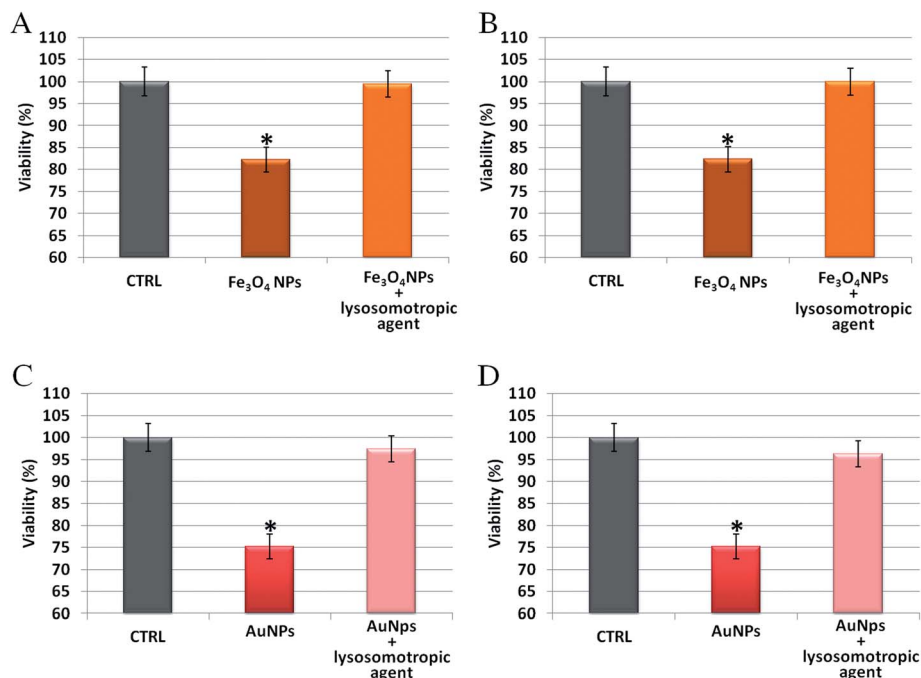 A
Viability (%)
110
105
100
95
90
85
80
75
70
65
60
*
CTRL
Fe₃O₄ NPs
Fe₃O₄NPs
+
lysosomotropic
agent
B
Viability (%)
110
105
100
95
90
85
80
75
70
65
60
*
CTRL
Fe₃O₄ NPs
Fe₃O₄NPs
+
lysosomotropic
agent
C
Viability (%)
110
105
100
95
90
85
80
75
70
65
60
*
CTRL
AuNPs
AuNps
+
lysosomotropic
agent
D
Viability (%)
110
105
100
95
90
85
80
75
70
65
60
*
CTRL
AuNPs
AuNps
+
lysosomotropic
agent